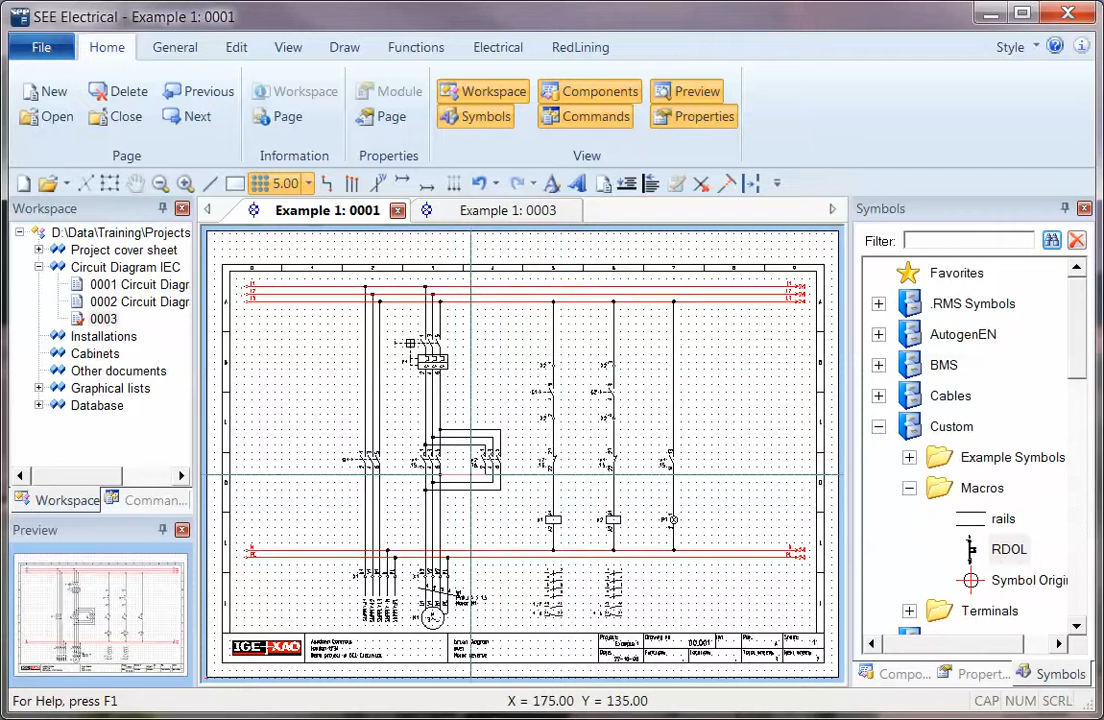 SEE Electrical - Example 1: 0001
File Home General Edit View Draw Functions Electrical RedLining Style
New Delete Previous Workspace Module Workspace Components Preview
Open Close Next Page Page Symbols Commands Properties
Page Information Properties View
5.00
Workspace
Example 1: 0001 Example 1: 0003
Symbols
D:\Data\Training\Projects
Project cover sheet
Circuit Diagram IEC
0001 Circuit Diagr
0002 Circuit Diagr
0003
Installations
Cabinets
Other documents
Graphical lists
Database
Workspace Comman...
Preview
IGE+XAO
Filter:
Favorites
.RMS Symbols
AutogenEN
BMS
Cables
Custom
Example Symbols
Macros
rails
RDOL
Symbol Origi
Terminals
Compo... Propert... Symbols
For Help, press F1 X = 175.00 Y = 135.00 CAP NUM SCRL